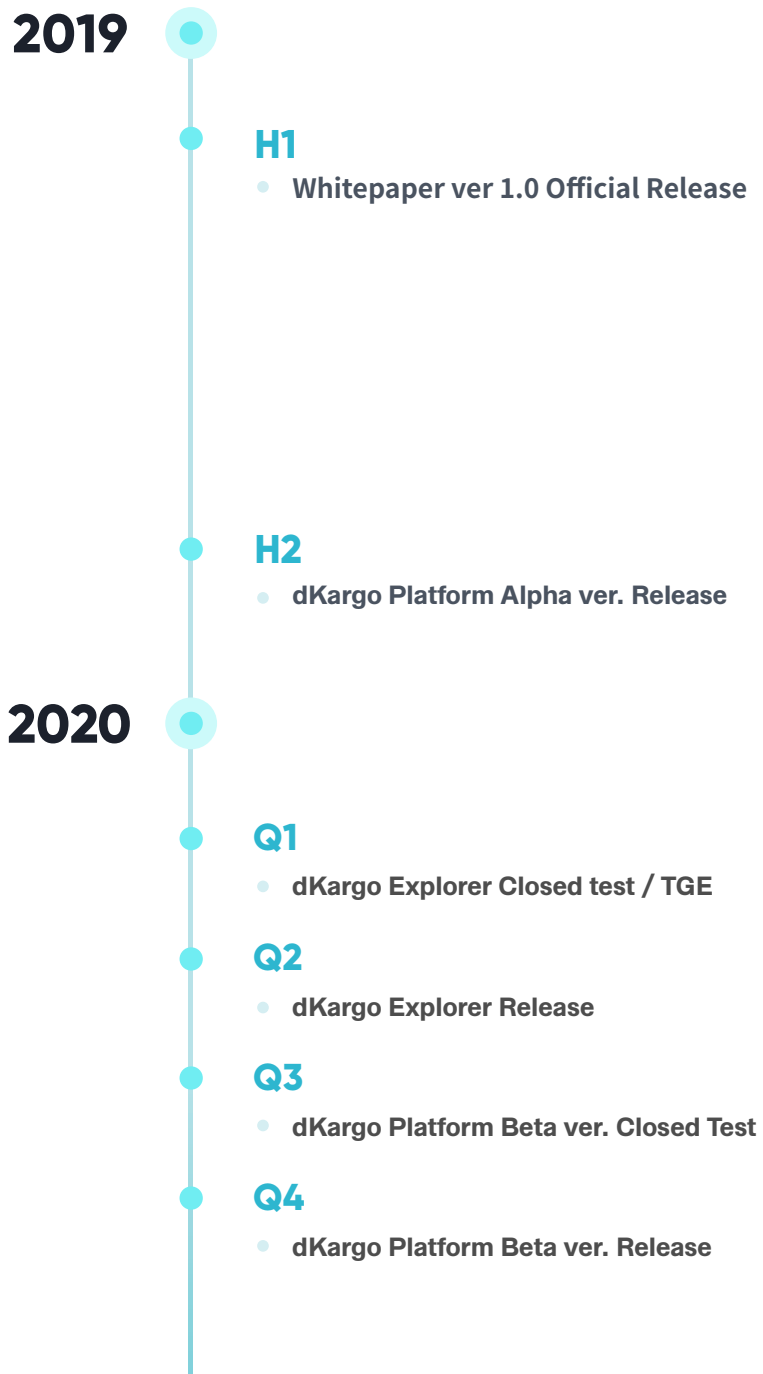 2019
H1
Whitepaper ver 1.0 Official Release
H2
dKargo Platform Alpha ver. Release
2020
Q1
dKargo Explorer Closed test / TGE
Q2
dKargo Explorer Release
Q3
dKargo Platform Beta ver. Closed Test
Q4
dKargo Platform Beta ver. Release